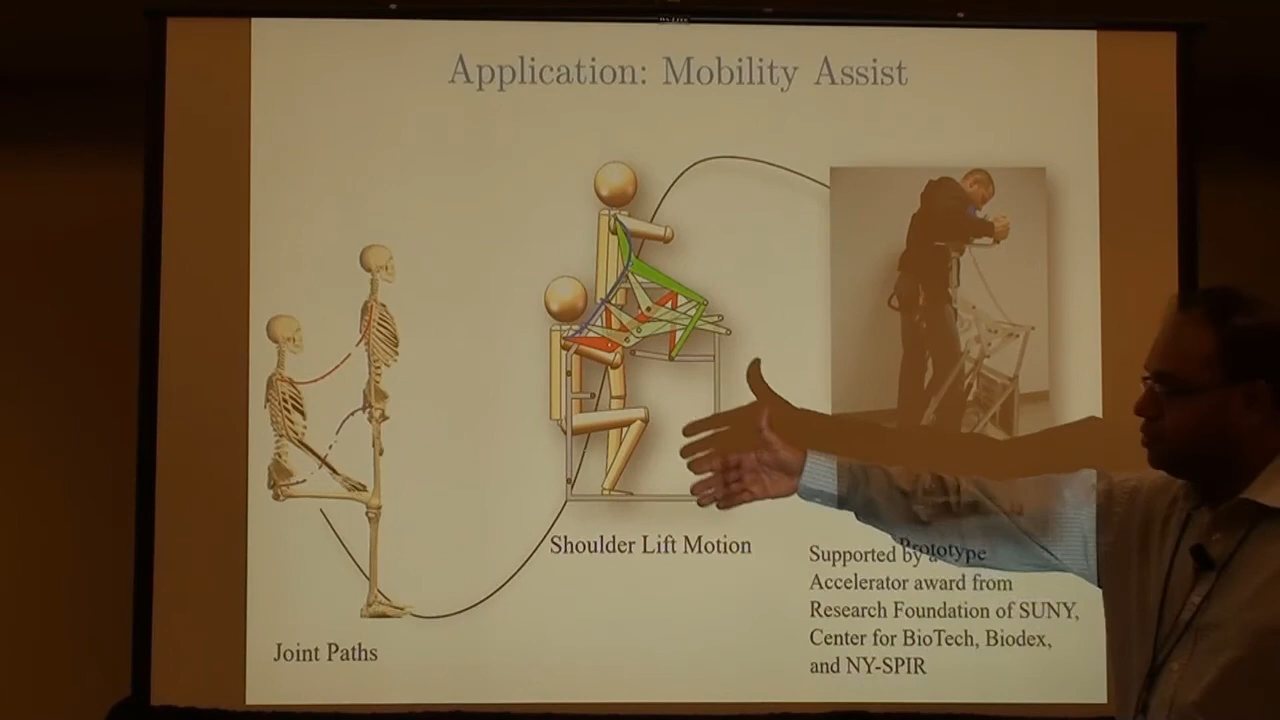 Application: Mobility Assist
Shoulder Lift Motion
Joint Paths
Prototype
Supported by a
Accelerator award from
Research Foundation of SUNY,
Center for BioTech, Biodex,
and NY-SPIR